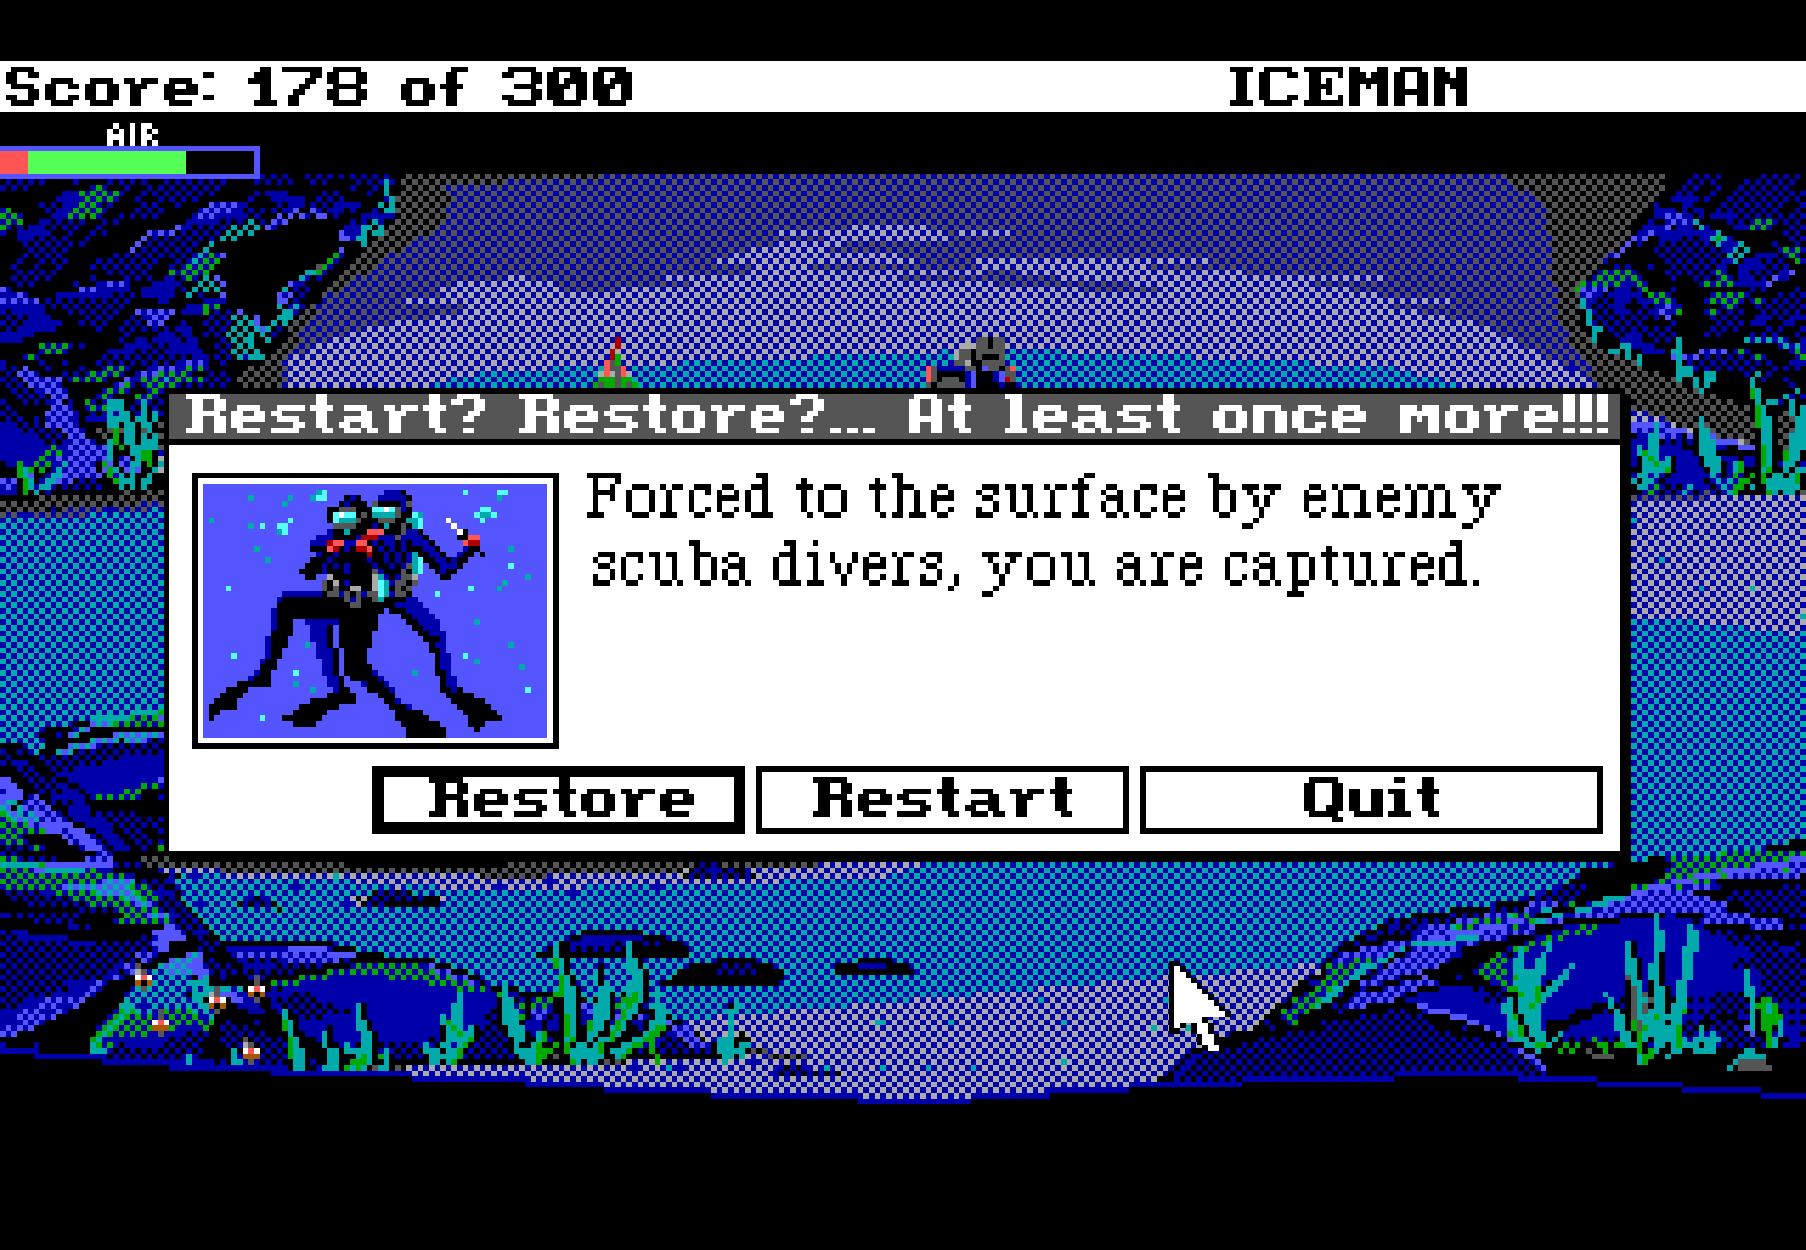 Score: 178 of 300 ICEMAN
AIR
Restart? Restore?... At least once more!!!
Forced to the surface by enemy
scuba divers, you are captured.
Restore Restart Quit